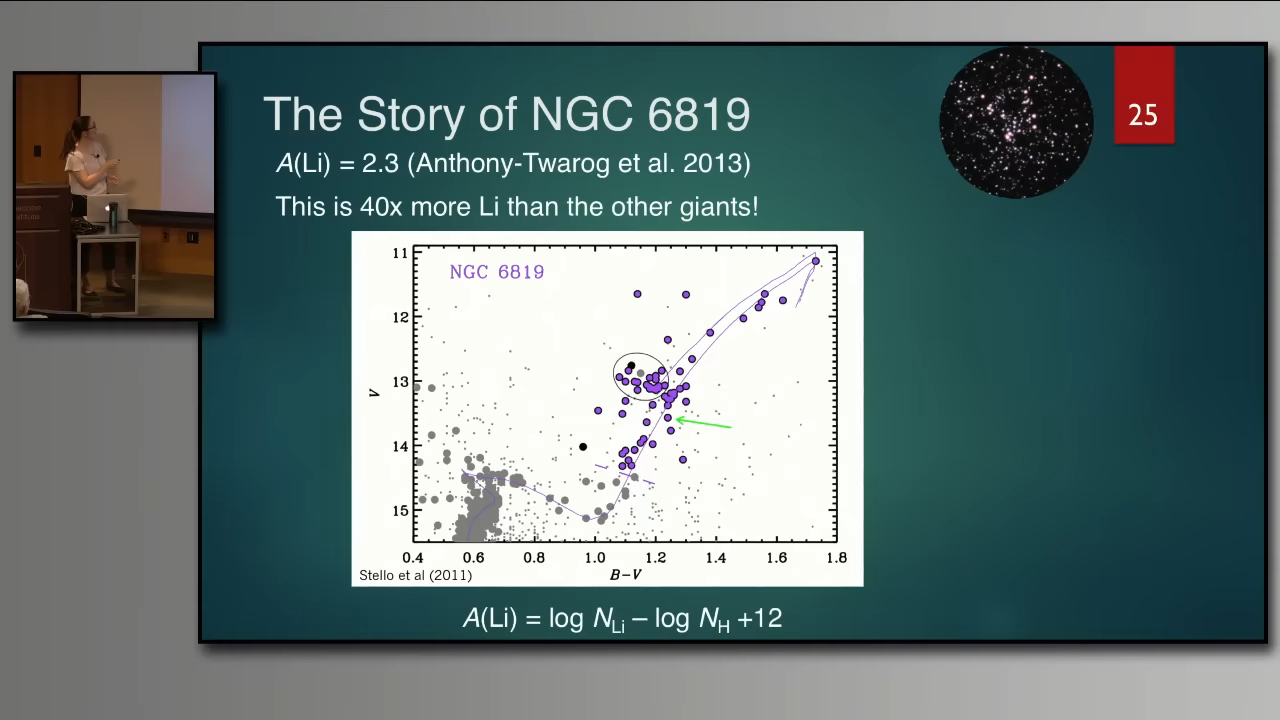 The Story of NGC 6819
25
A(Li) = 2.3 (Anthony-Twarog et al. 2013)
This is 40x more Li than the other giants!
NGC 6819
11
12
13
14
15
V
0.4 0.6 0.8 1.0 1.2 1.4 1.6 1.8
B–V
Stello et al (2011)
A(Li) = log N_Li – log N_H +12